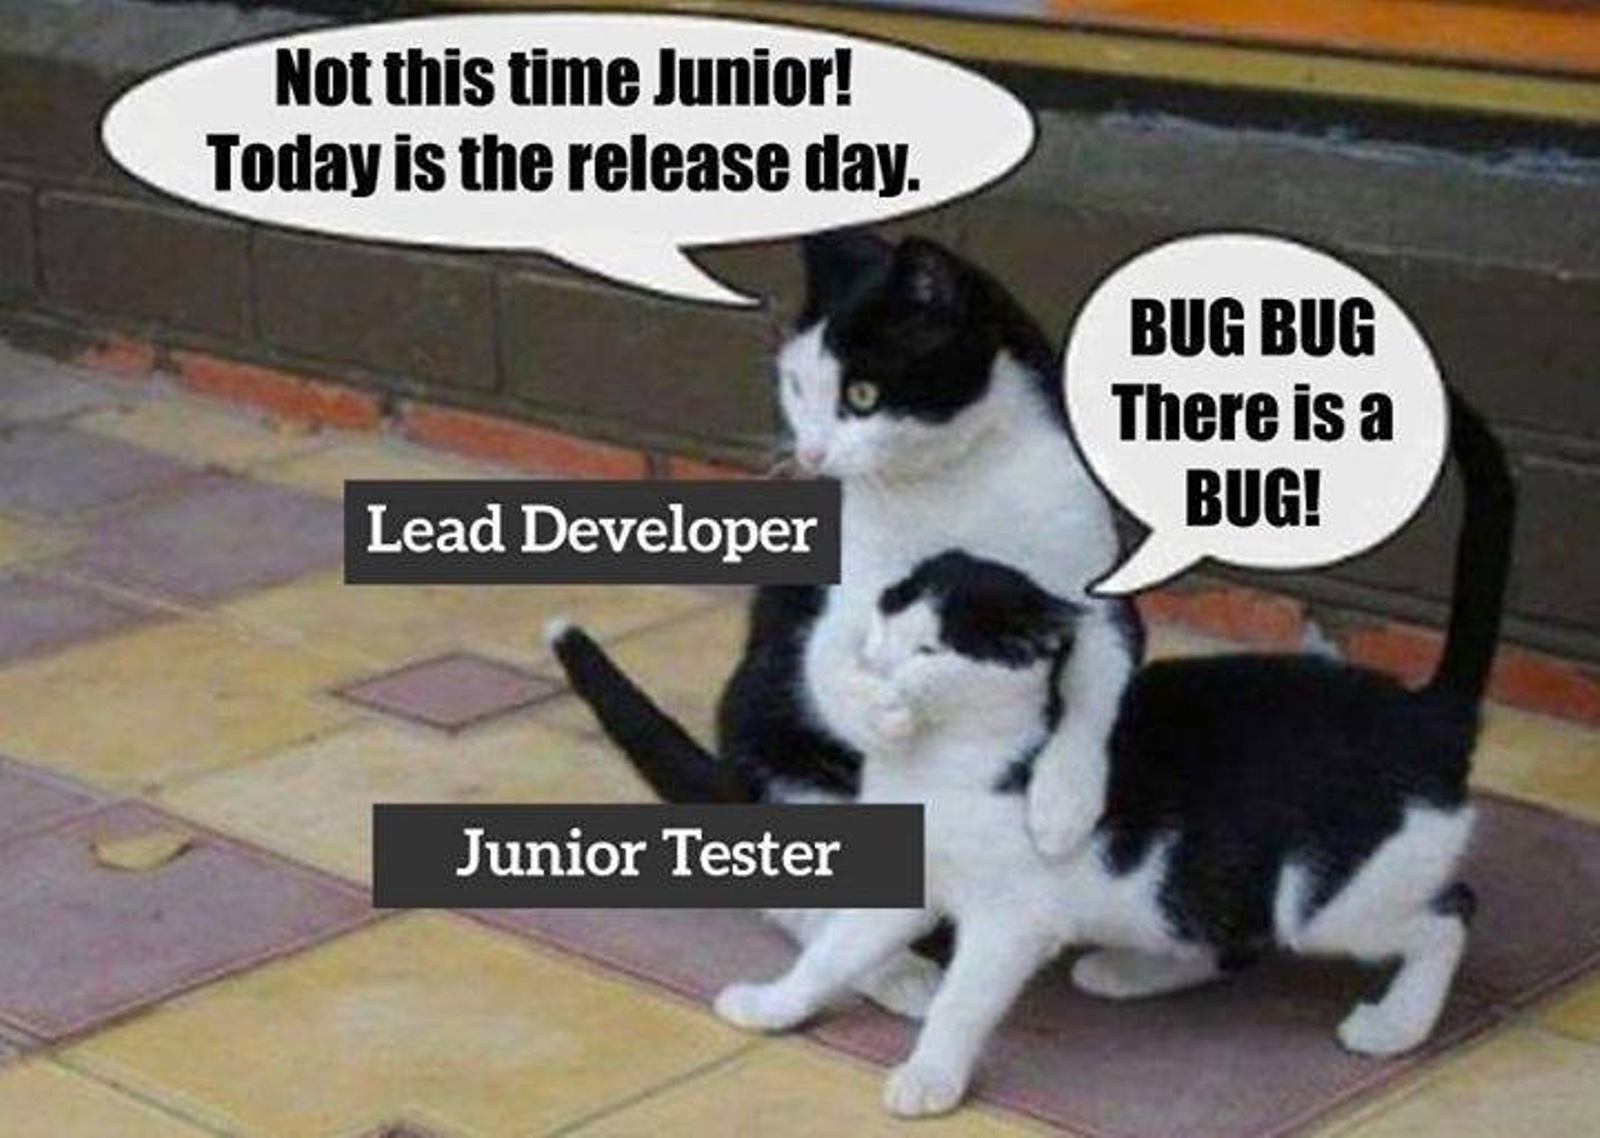 Not this time Junior!
Today is the release day.
BUG BUG
There is a
BUG!
Lead Developer
Junior Tester